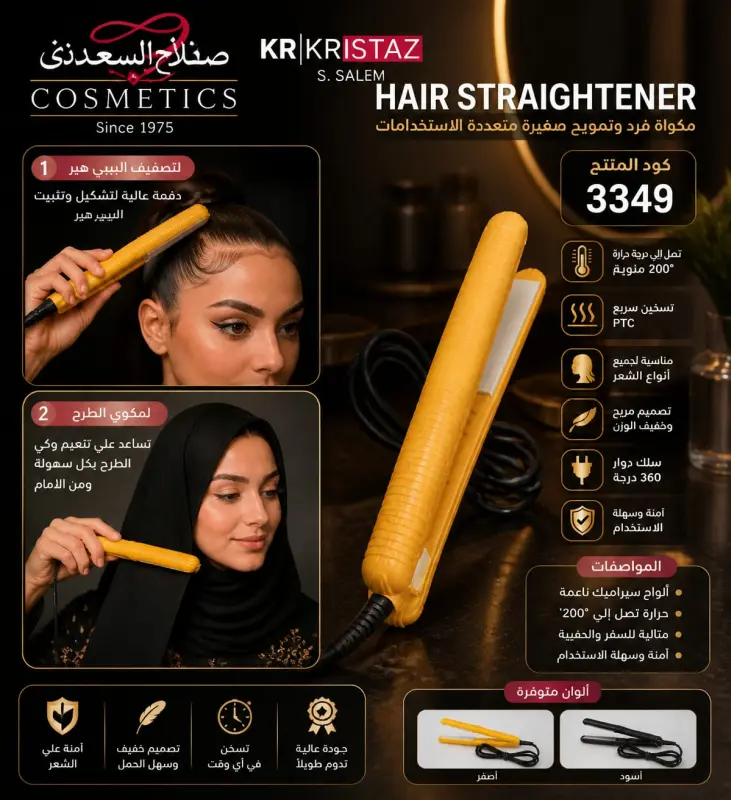 صلاح السعدني
COSMETICS
Since 1975
KR|KRISTAZ
S. SALEM
HAIR STRAIGHTENER
مكواة فرد وتمويج صغيرة متعددة الاستخدامات
1 لتصفيف البيبي هير
دفمة عالية لتشكيل وتثبيت
البيبي هير
2 لمكوي الطرح
تساعد علي تنعيم وكي
الطرح بكل سهولة
ومن الامام
كود المنتج
3349
تصل إلي درجة حرارة
200° مئوية
تسخين سريع
PTC
مناسبة لجميع
أنواع الشعر
تصميم مريح
وخفيف الوزن
سلك دوار
360 درجة
آمنة وسهلة
الاستخدام
المواصفات
ألواح سيراميك ناعمة
حرارة تصل إلي 200°
مثالية للسفر والحقيبة
آمنة وسهلة الاستخدام
جودة عالية
تدوم طويلاً
تسخن
في أي وقت
تصميم خفيف
وسهل الحمل
آمنة علي
الشعر
ألوان متوفرة
أصفر
أسود